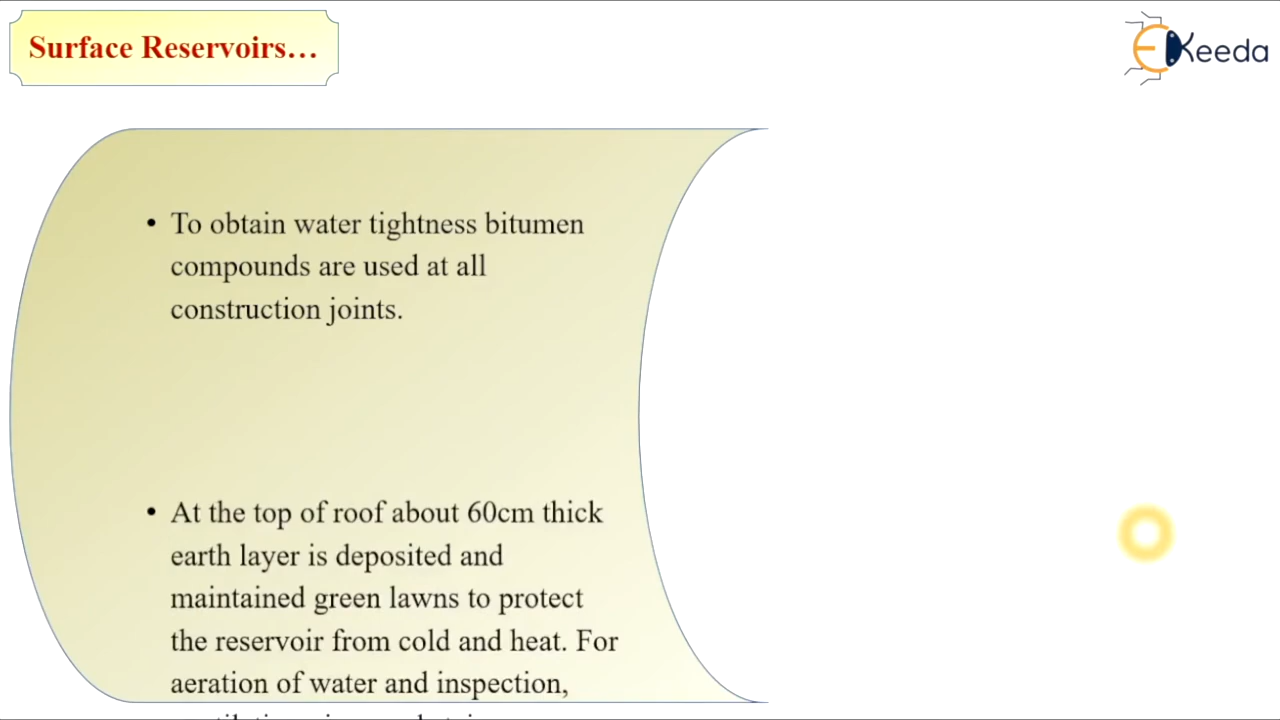 Surface Reservoirs...
EKeeda
• To obtain water tightness bitumen
compounds are used at all
construction joints.
• At the top of roof about 60cm thick
earth layer is deposited and
maintained green lawns to protect
the reservoir from cold and heat. For
aeration of water and inspection,